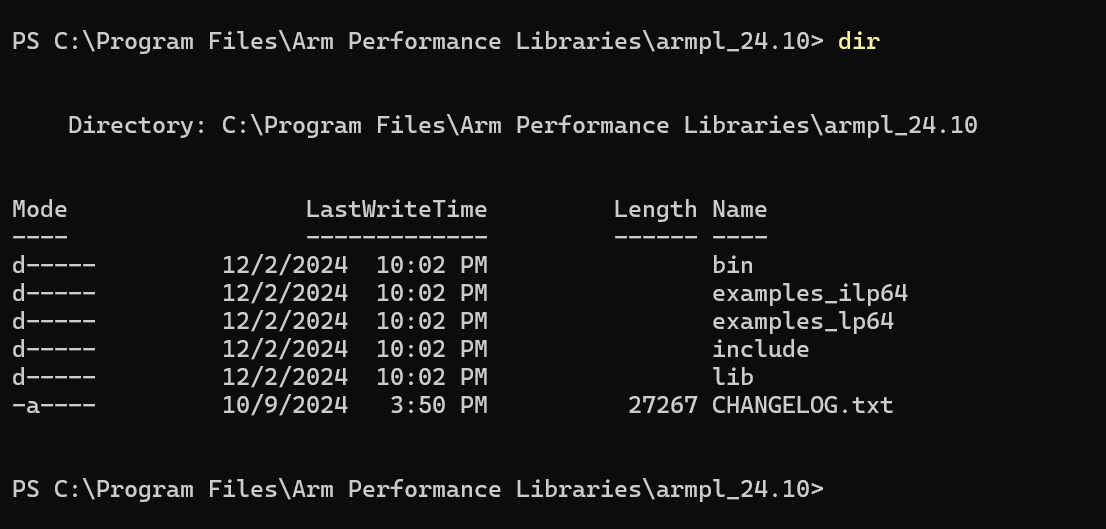 PS C:\Program Files\Arm Performance Libraries\armpl_24.10> dir
Directory: C:\Program Files\Arm Performance Libraries\armpl_24.10
Mode                 LastWriteTime         Length Name
----                 -------------         ------ ----
d-----         12/2/2024  10:02 PM                bin
d-----         12/2/2024  10:02 PM                examples_ilp64
d-----         12/2/2024  10:02 PM                examples_lp64
d-----         12/2/2024  10:02 PM                include
d-----         12/2/2024  10:02 PM                lib
-a----         10/9/2024   3:50 PM          27267 CHANGELOG.txt
PS C:\Program Files\Arm Performance Libraries\armpl_24.10>